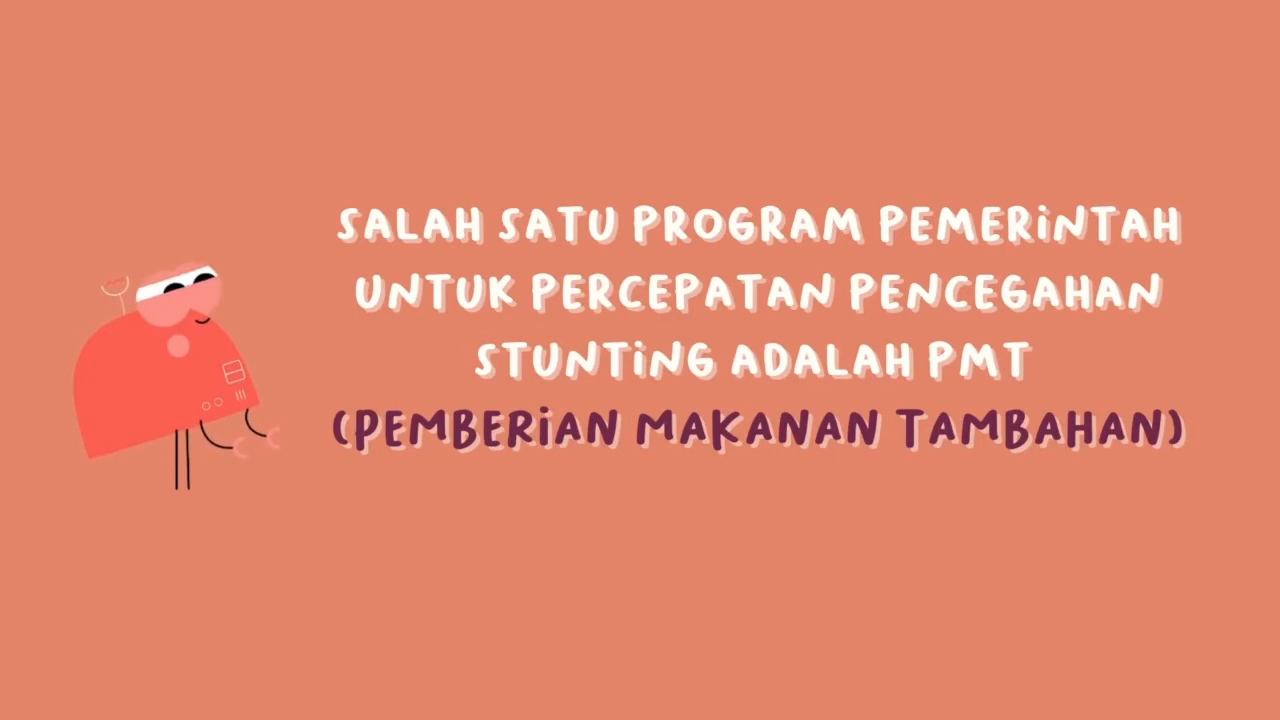 SALAH SATU PROGRAM PEMERINTAH
UNTUK PERCEPATAN PENCEGAHAN
STUNTING ADALAH PMT
(PEMBERIAN MAKANAN TAMBAHAN)